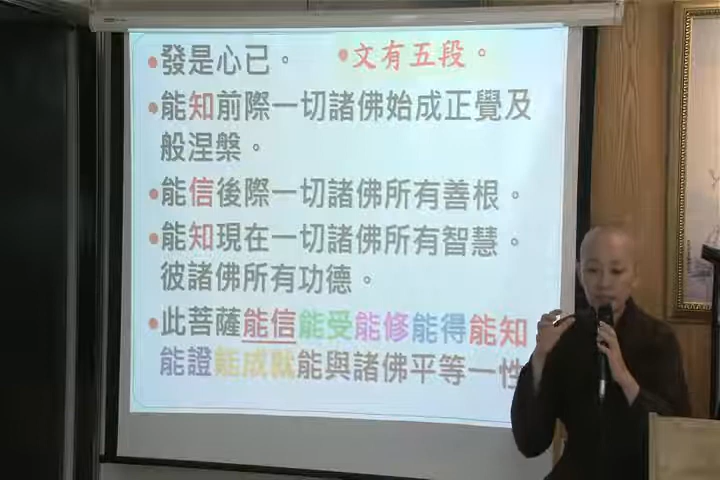 •發是心已。 •文有五段。
•能知前際一切諸佛始成正覺及
般涅槃。
•能信後際一切諸佛所有善根。
•能知現在一切諸佛所有智慧。
彼諸佛所有功德。
•此菩薩能信能受能修能得能知
能證能成就能與諸佛平等一性